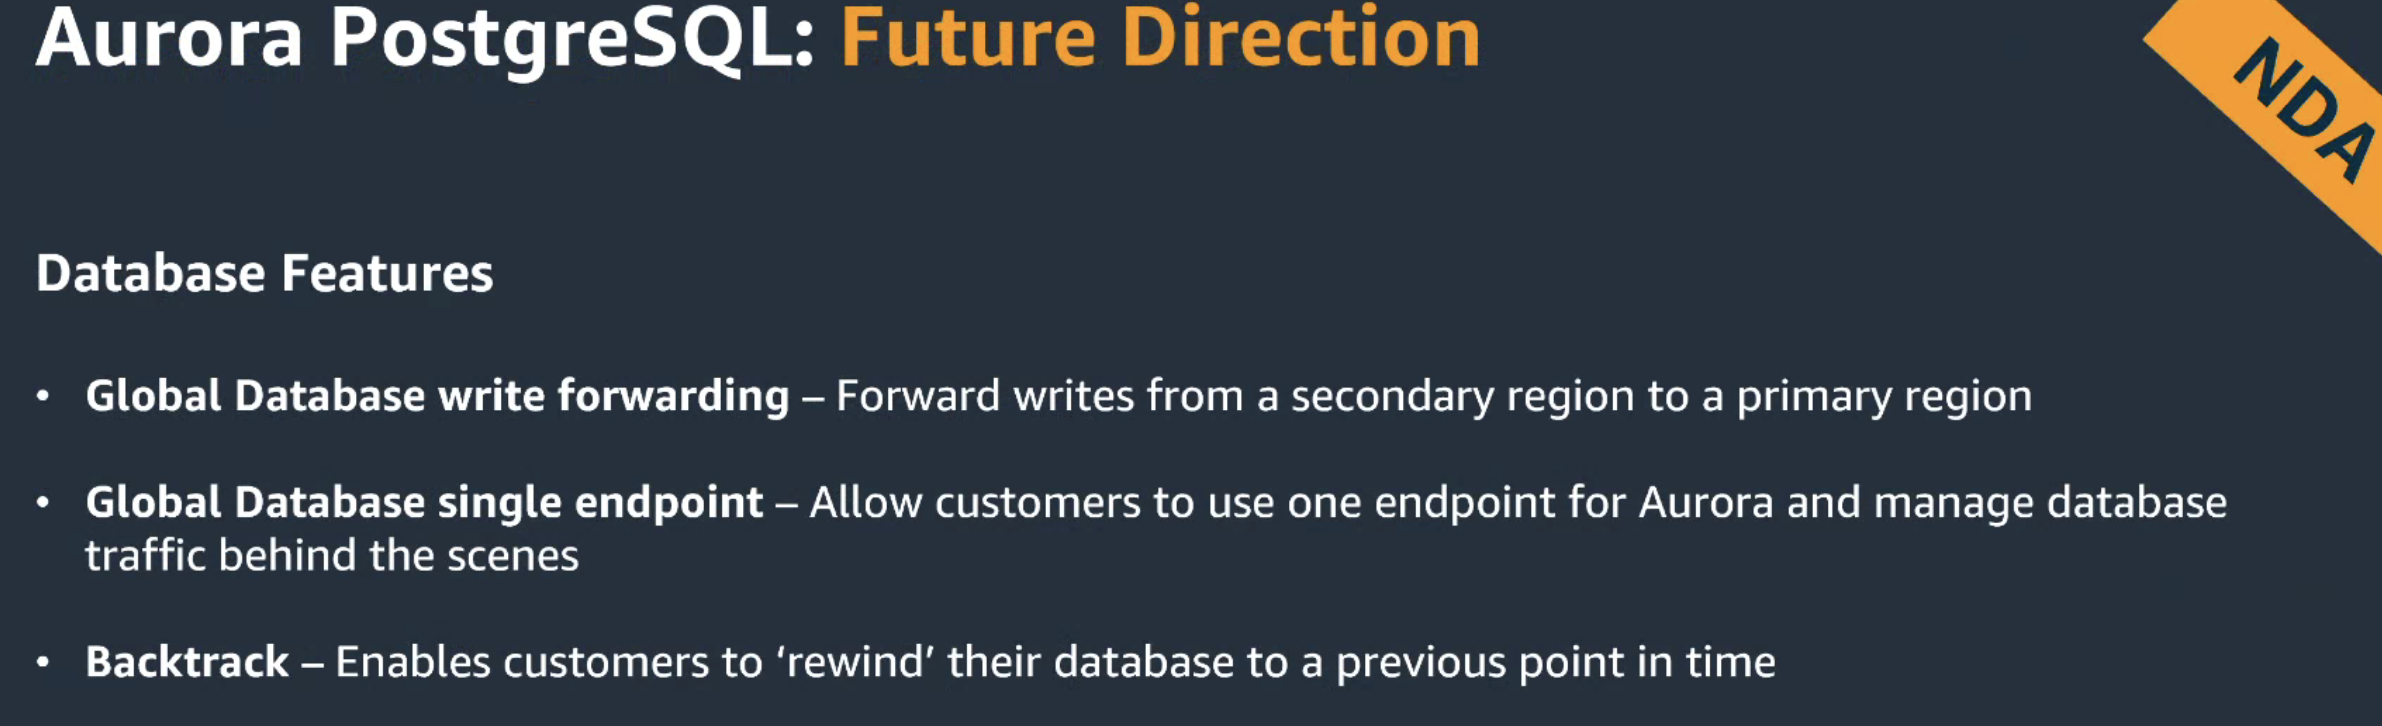 Aurora PostgreSQL: Future Direction
NDA
Database Features
• Global Database write forwarding – Forward writes from a secondary region to a primary region
• Global Database single endpoint – Allow customers to use one endpoint for Aurora and manage database
traffic behind the scenes
• Backtrack – Enables customers to ‘rewind’ their database to a previous point in time